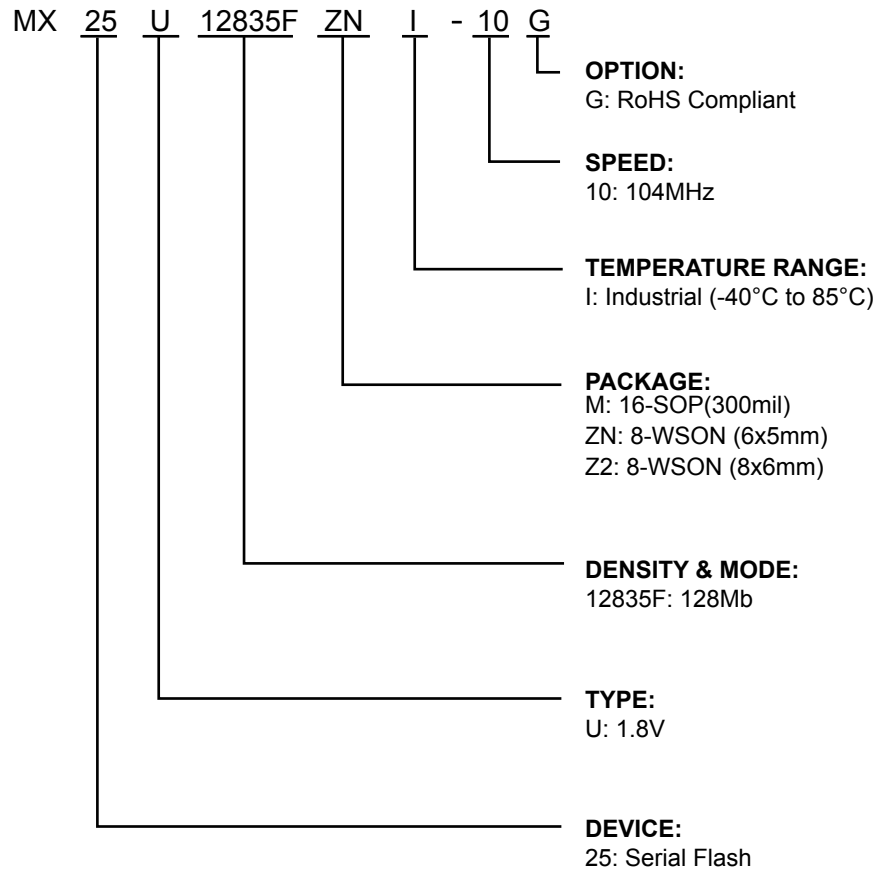 MX 25 U 12835F ZN I - 10 G
OPTION:
G: RoHS Compliant
SPEED:
10: 104MHz
TEMPERATURE RANGE:
I: Industrial (-40°C to 85°C)
PACKAGE:
M: 16-SOP(300mil)
ZN: 8-WSON (6x5mm)
Z2: 8-WSON (8x6mm)
DENSITY & MODE:
12835F: 128Mb
TYPE:
U: 1.8V
DEVICE:
25: Serial Flash